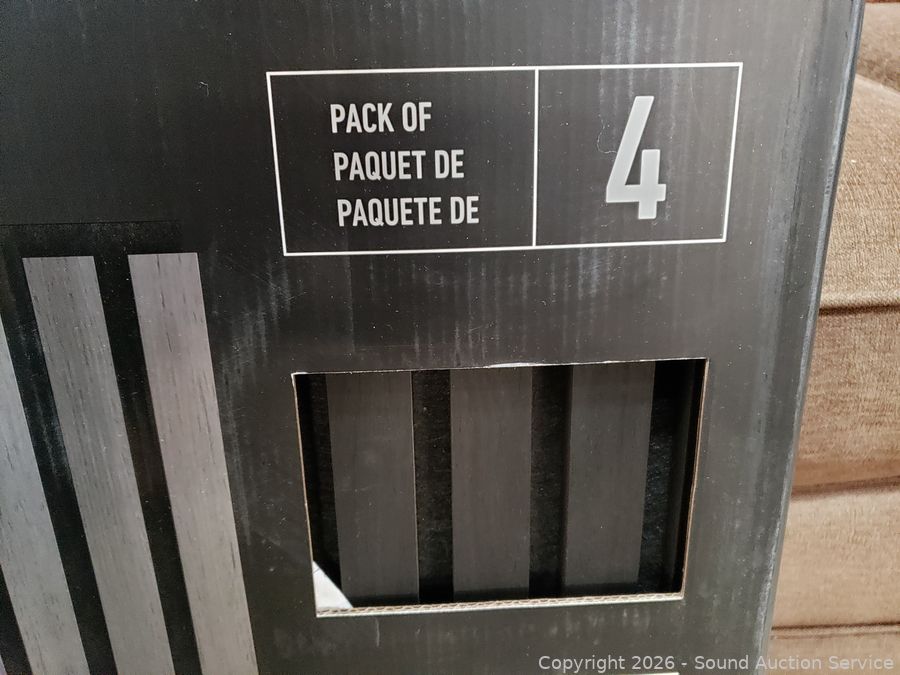 PACK OF
PAQUET DE
PAQUETE DE
4
Copyright 2026 - Sound Auction Service